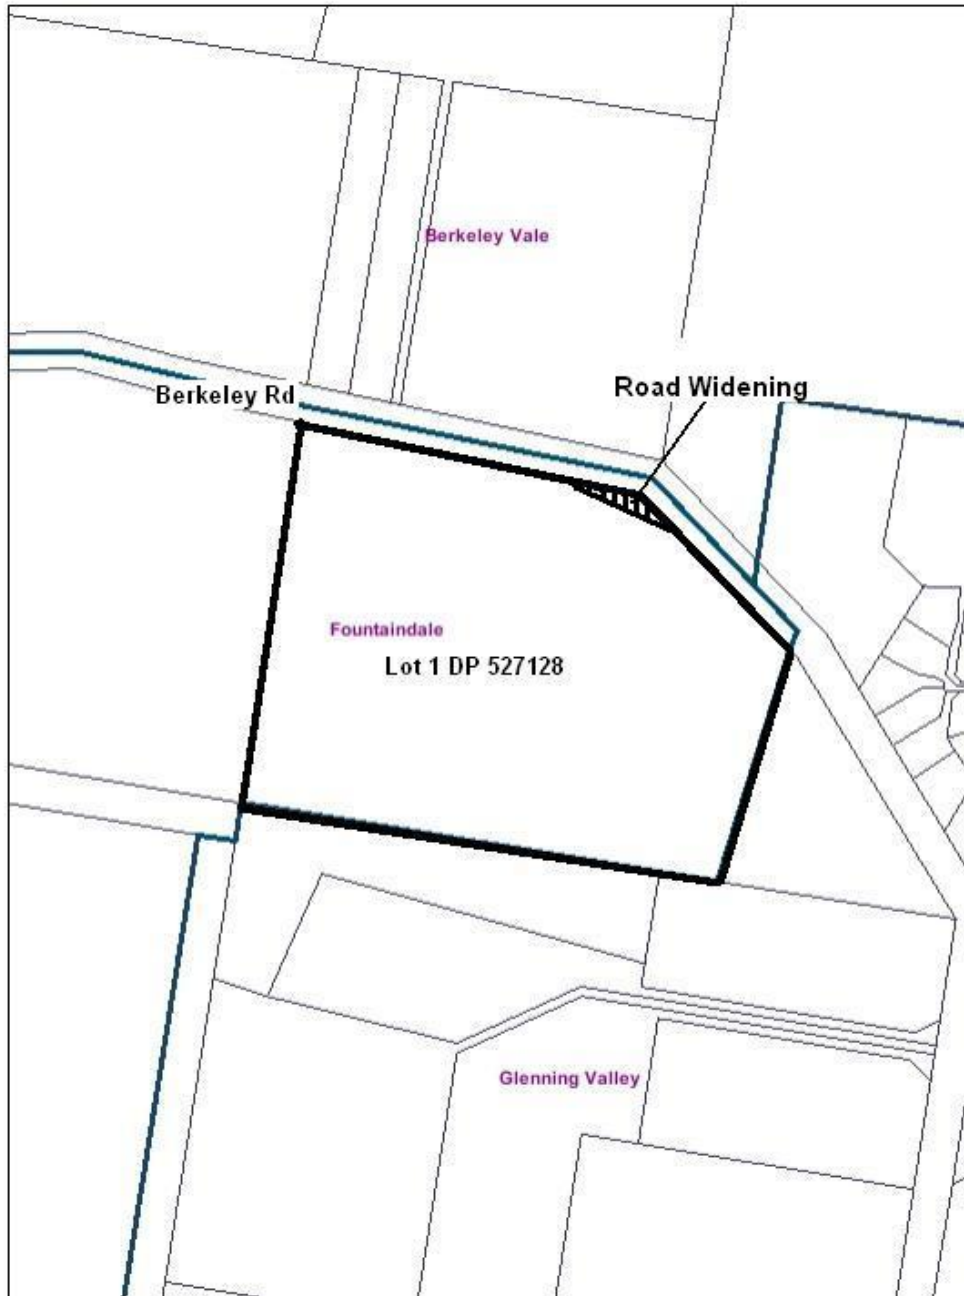 Berkeley Vale
Road Widening
Berkeley Rd
Fountaindale
Lot 1 DP 527128
Glenning Valley